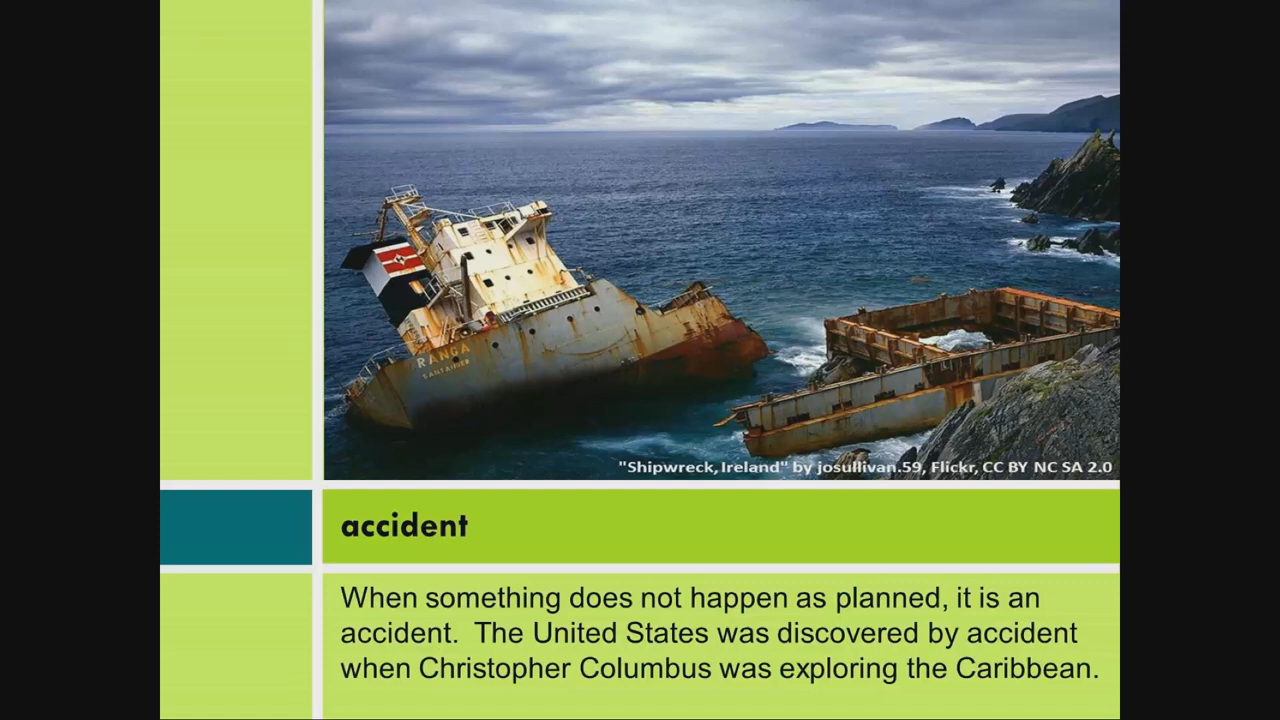 RANGA
"Shipwreck, Ireland" by josullivan.59, Flickr, CC BY NC SA 2.0
accident
When something does not happen as planned, it is an
accident.  The United States was discovered by accident
when Christopher Columbus was exploring the Caribbean.